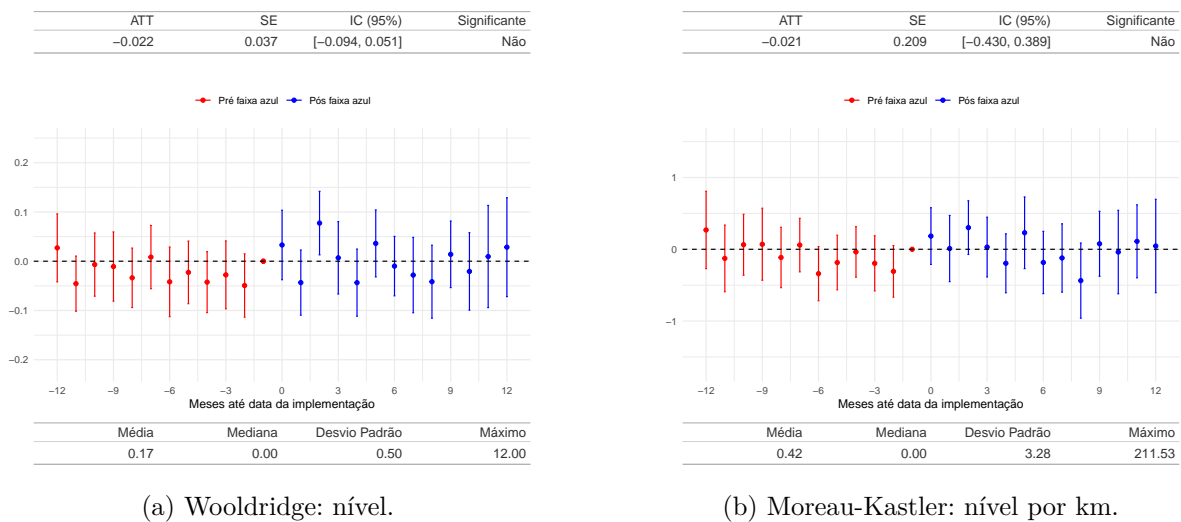 ATT SE IC (95%) Significante
−0.022 0.037 [−0.094, 0.051] Não
Pré faixa azul Pós faixa azul
0.2
0.1
0.0
−0.1
−0.2
−12 −9 −6 −3 0 3 6 9 12
Meses até data da implementação
Média Mediana Desvio Padrão Máximo
0.17 0.00 0.50 12.00
(a) Wooldridge: nível.
ATT SE IC (95%) Significante
−0.021 0.209 [−0.430, 0.389] Não
Pré faixa azul Pós faixa azul
1
0
−1
−12 −9 −6 −3 0 3 6 9 12
Meses até data da implementação
Média Mediana Desvio Padrão Máximo
0.42 0.00 3.28 211.53
(b) Moreau-Kastler: nível por km.